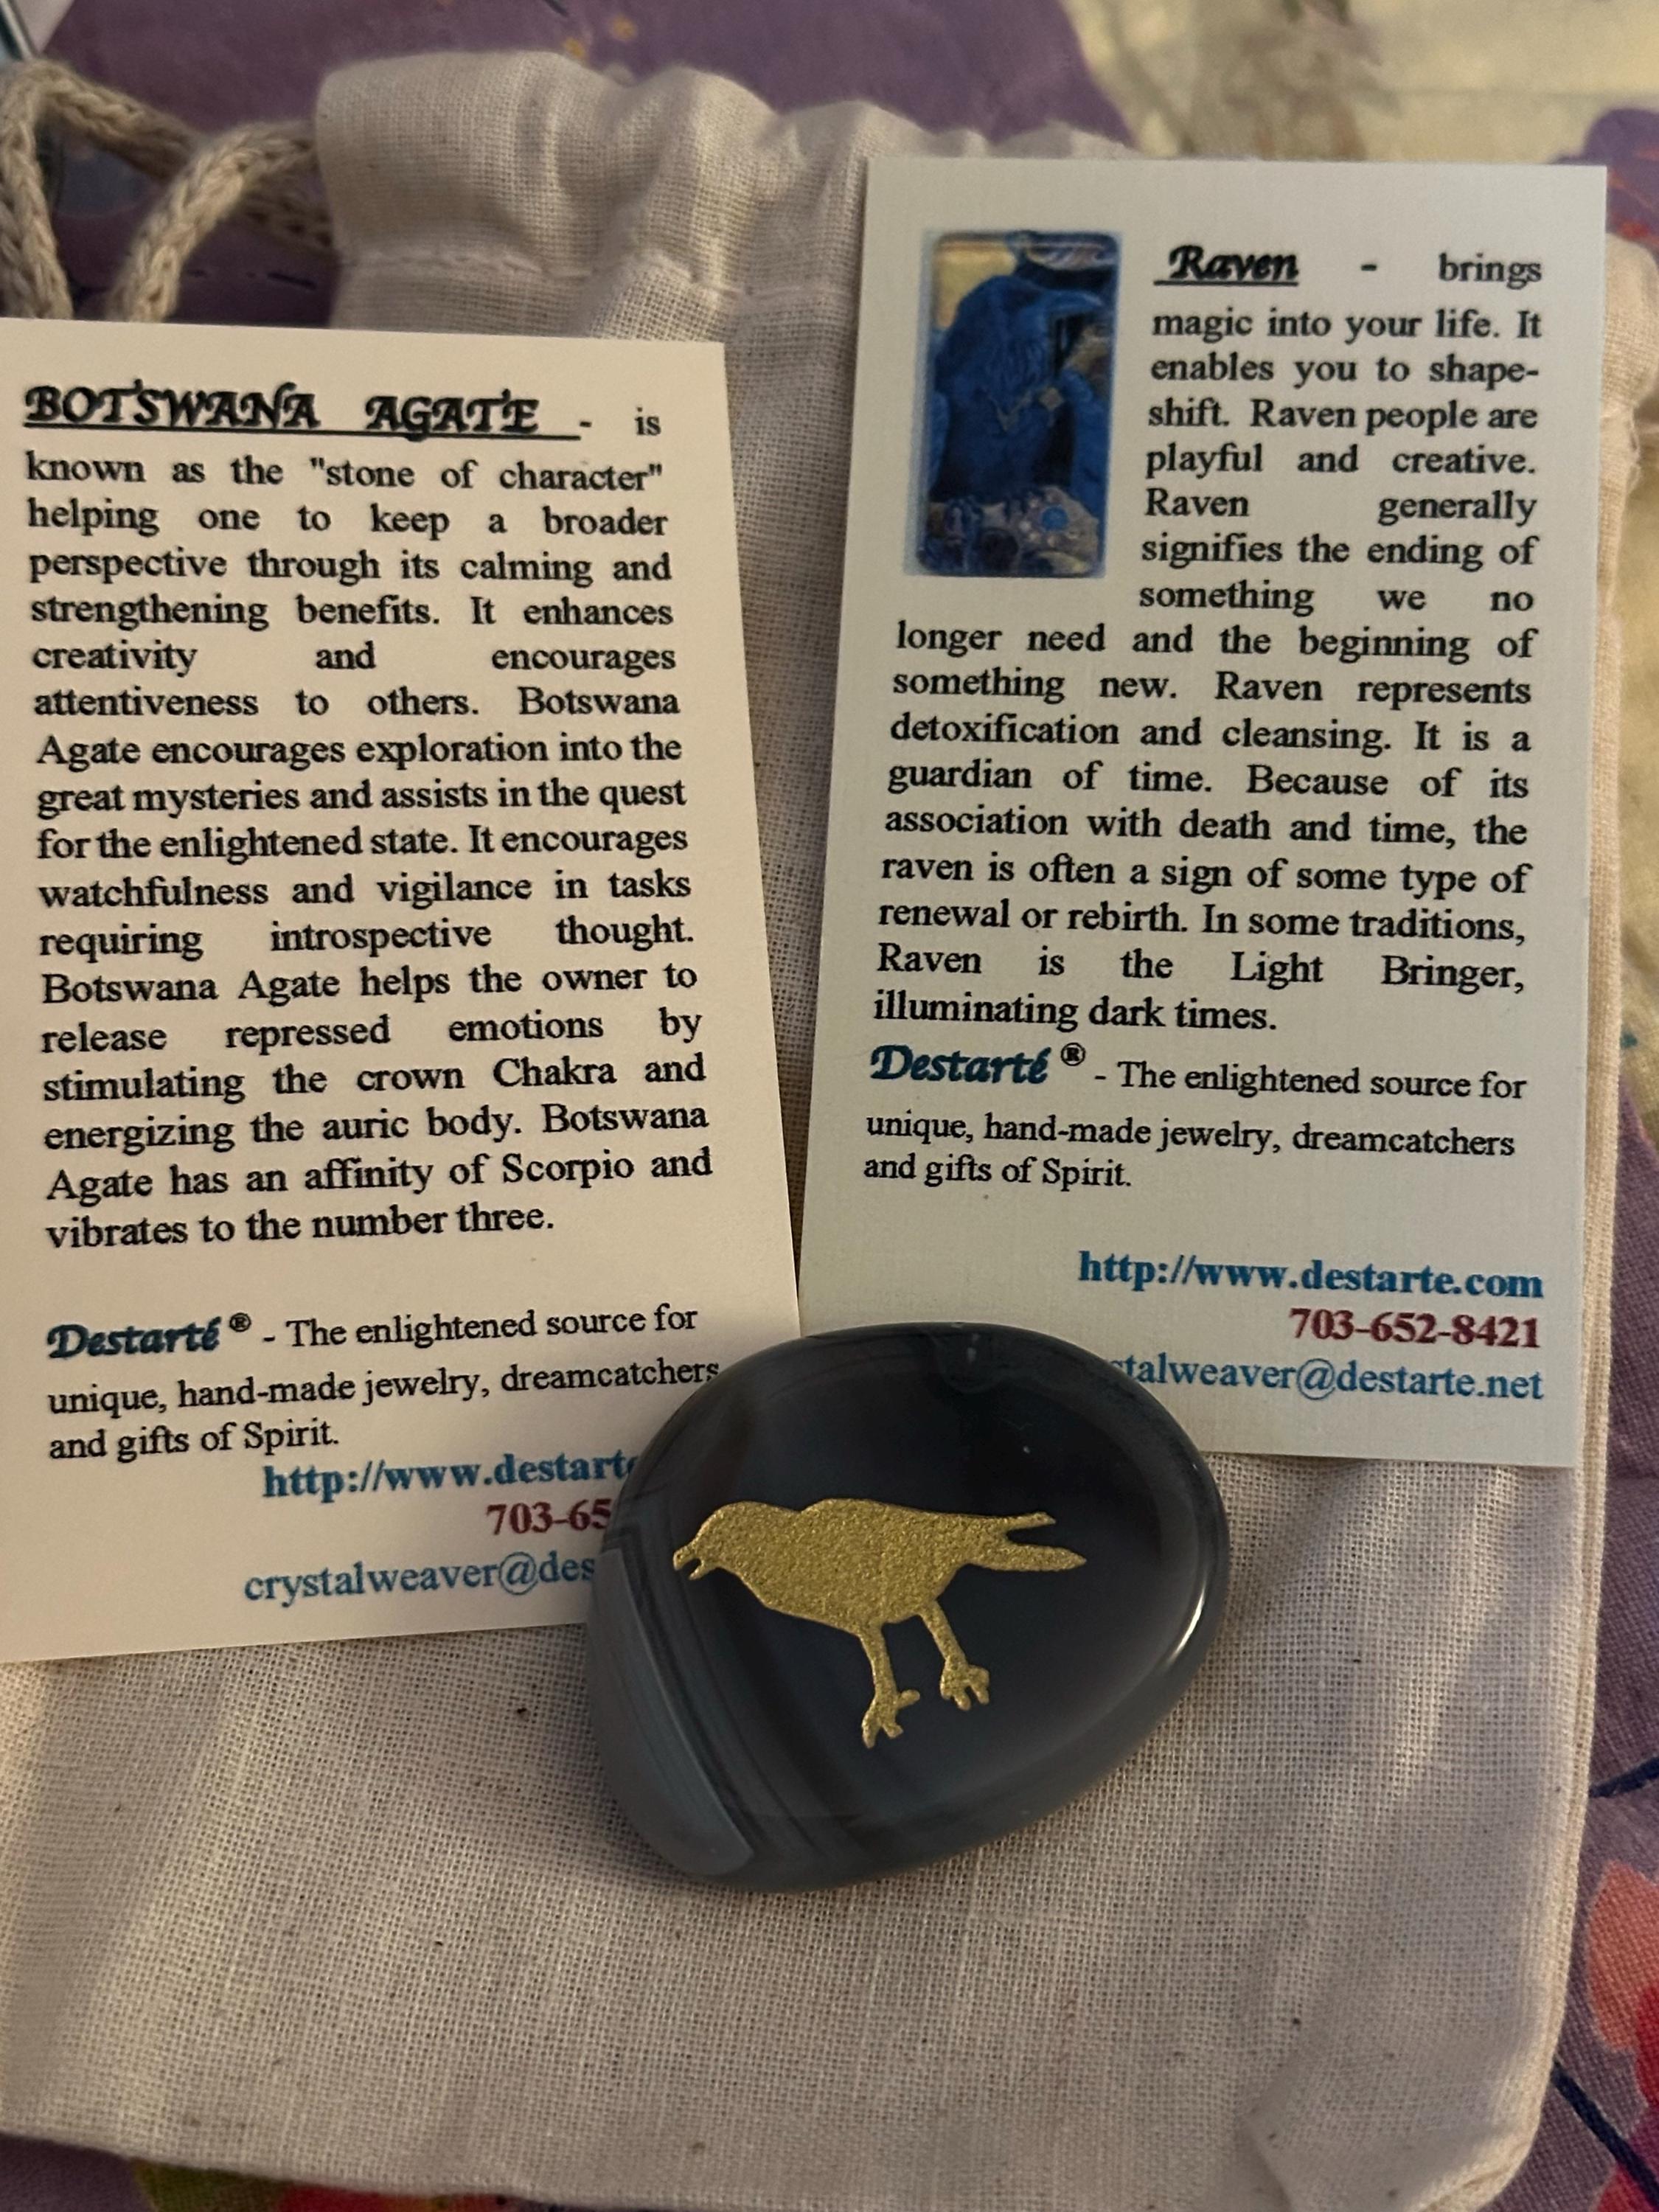 BOTSWANA AGATE - is
known as the "stone of character"
helping one to keep a broader
perspective through its calming and
strengthening benefits. It enhances
creativity and encourages
attentiveness to others. Botswana
Agate encourages exploration into the
great mysteries and assists in the quest
for the enlightened state. It encourages
watchfulness and vigilance in tasks
requiring introspective thought.
Botswana Agate helps the owner to
release repressed emotions by
stimulating the crown Chakra and
energizing the auric body. Botswana
Agate has an affinity of Scorpio and
vibrates to the number three.
Destarté ® - The enlightened source for
unique, hand-made jewelry, dreamcatchers
and gifts of Spirit.
http://www.destarte
703-65
crystalweaver@des
Raven - brings
magic into your life. It
enables you to shape-
shift. Raven people are
playful and creative.
Raven generally
signifies the ending of
something we no
longer need and the beginning of
something new. Raven represents
detoxification and cleansing. It is a
guardian of time. Because of its
association with death and time, the
raven is often a sign of some type of
renewal or rebirth. In some traditions,
Raven is the Light Bringer,
illuminating dark times.
Destarté ® - The enlightened source for
unique, hand-made jewelry, dreamcatchers
and gifts of Spirit.
http://www.destarte.com
703-652-8421
stalweaver@destarte.net